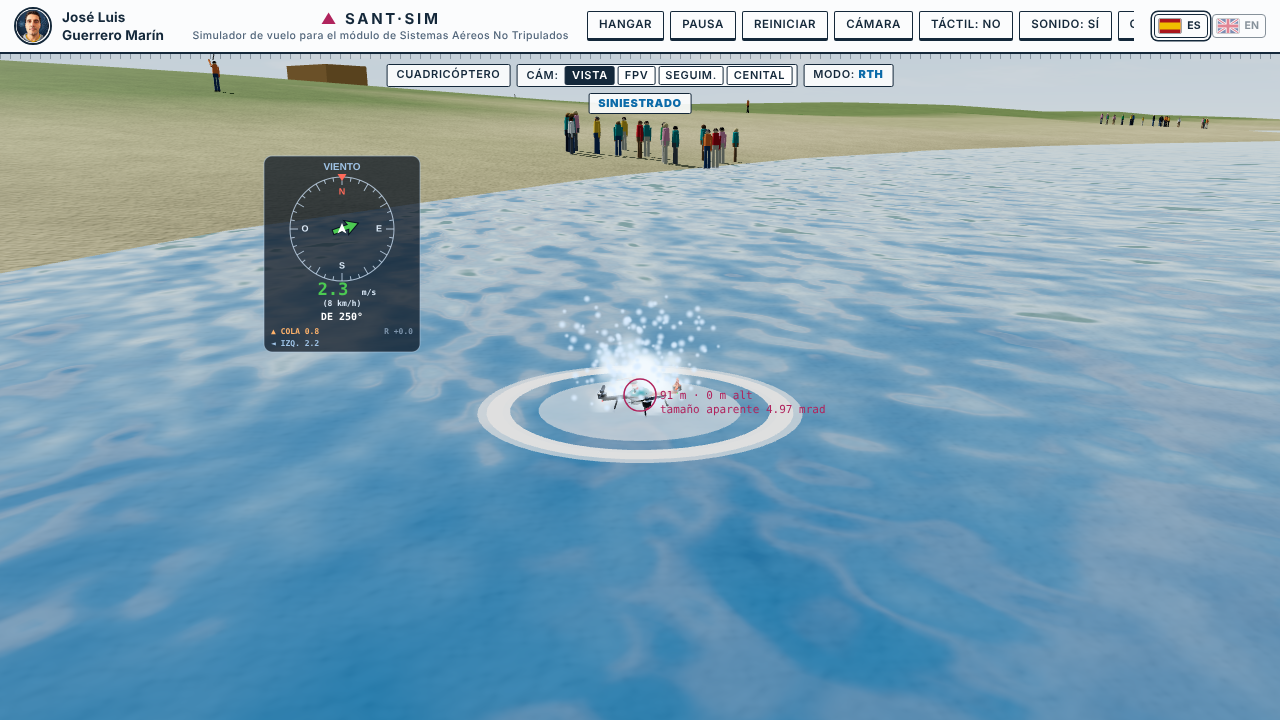 José Luis
Guerrero Marín
▲ SANT·SIM
Simulador de vuelo para el módulo de Sistemas Aéreos No Tripulados
HANGAR
PAUSA
REINICIAR
CÁMARA
TÁCTIL: NO
SONIDO: SÍ
ES
EN
CUADRICÓPTERO
CÁM: VISTA FPV SEGUIM. CENITAL
MODO: RTH
SINIESTRADO
VIENTO
N
O
E
S
2.3 m/s
(8 km/h)
DE 250°
▲ COLA 0.8
R +0.0
◄ IZQ. 2.2
91 m · 0 m alt
tamaño aparente 4.97 mrad